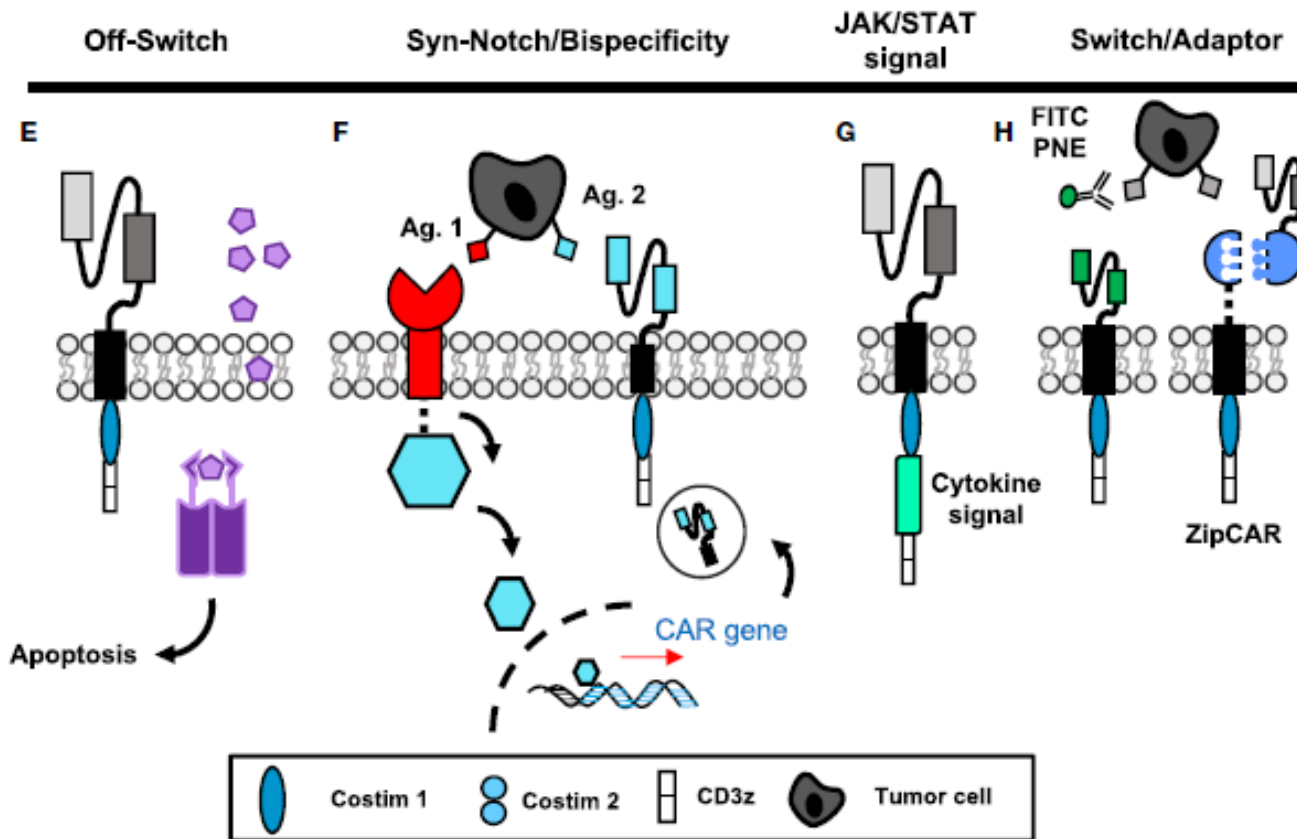 Off-Switch
Syn-Notch/Bispecificity
JAK/STAT
signal
Switch/Adaptor
E
F
G
H
FITC
PNE
Ag. 1
Ag. 2
Cytokine
signal
ZipCAR
CAR gene
Apoptosis
Costim 1
Costim 2
CD3z
Tumor cell